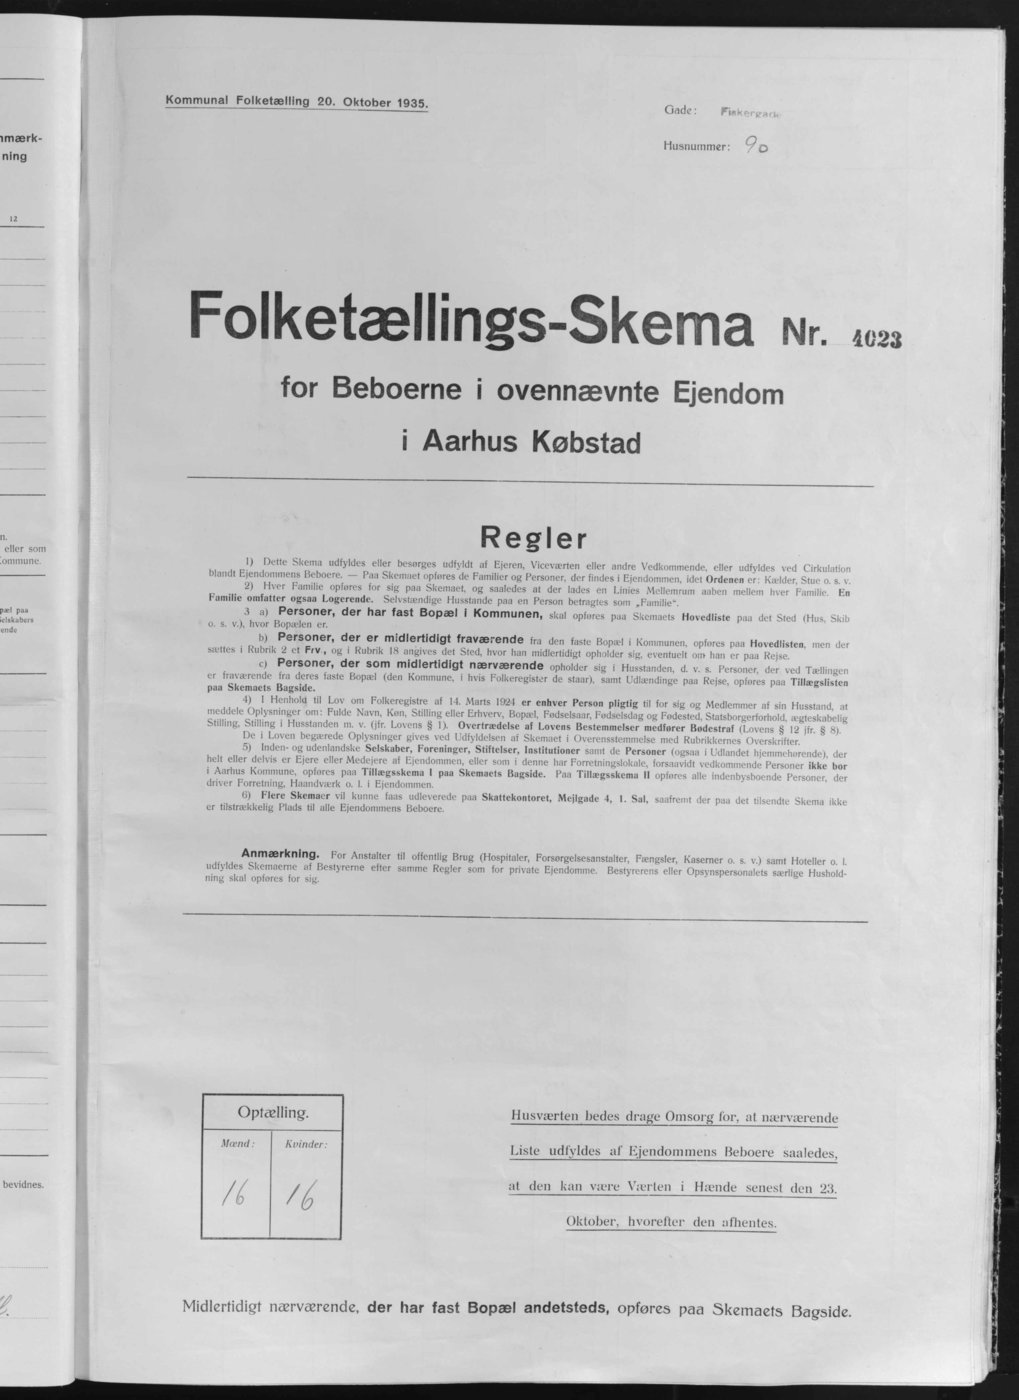 nmærk-
ning
12
n.
eller som
Kommune.
pæl paa
Selskabers
ende
bevidnes.
Kommunal Folketælling 20. Oktober 1935.
Gade: Fiskergade
Husnummer: 90
Folketællings-Skema Nr. 4023
for Beboerne i ovennævnte Ejendom
i Aarhus Købstad
Regler
1) Dette Skema udfyldes eller besørges udfyldt af Ejeren, Viceværten eller andre Vedkommende, eller udfyldes ved Cirkulation
blandt Ejendommens Beboere. — Paa Skemaet opføres de Familier og Personer, der findes i Ejendommen, idet Ordenen er: Kælder, Stue o. s. v.
2) Hver Familie opføres for sig paa Skemaet, og saaledes at der lades en Linies Mellemrum aaben mellem hver Familie. En
Familie omfatter ogsaa Logerende. Selvstændige Husstande paa en Person betragtes som „Familie“.
3 a) Personer, der har fast Bopæl i Kommunen, skal opføres paa Skemaets Hovedliste paa det Sted (Hus, Skib
o. s. v.), hvor Bopælen er.
b) Personer, der er midlertidigt fraværende fra den faste Bopæl i Kommunen, opføres paa Hovedlisten, men der
sættes i Rubrik 2 et Frv., og i Rubrik 18 angives det Sted, hvor han midlertidigt opholder sig, eventuelt om han er paa Rejse.
c) Personer, der som midlertidigt nærværende opholder sig i Husstanden, d. v. s. Personer, der ved Tællingen
er fraværende fra deres faste Bopæl (den Kommune, i hvis Folkeregister de staar), samt Udlændinge paa Rejse, opføres paa Tillægslisten
paa Skemaets Bagside.
4) I Henhold til Lov om Folkeregistre af 14. Marts 1924 er enhver Person pligtig til for sig og Medlemmer af sin Husstand, at
meddele Oplysninger om: Fulde Navn, Køn, Stilling eller Erhverv, Bopæl, Fødselsaar, Fødselsdag og Fødested, Statsborgerforhold, ægteskabelig
Stilling, Stilling i Husstanden m. v. (jfr. Lovens § 1). Overtrædelse af Lovens Bestemmelser medfører Bødestraf (Lovens § 12 jfr. § 8).
De i Loven begærede Oplysninger gives ved Udfyldelsen af Skemaet i Overensstemmelse med Rubrikkernes Overskrifter.
5) Inden- og udenlandske Selskaber, Foreninger, Stiftelser, Institutioner samt de Personer (ogsaa i Udlandet hjemmehørende), der
helt eller delvis er Ejere eller Medejere af Ejendommen, eller som i denne har Forretningslokale, forsaavidt vedkommende Personer ikke bor
i Aarhus Kommune, opføres paa Tillægsskema I paa Skemaets Bagside. Paa Tillægsskema II opføres alle indenbysboende Personer, der
driver Forretning, Haandværk o. l. i Ejendommen.
6) Flere Skemaer vil kunne faas udleverede paa Skattekontoret, Mejlgade 4, 1. Sal, saafremt der paa det tilsendte Skema ikke
er tilstrækkelig Plads til alle Ejendommens Beboere.
Anmærkning. For Anstalter til offentlig Brug (Hospitaler, Forsørgelsesanstalter, Fængsler, Kaserner o. s. v.) samt Hoteller o. l.
udfyldes Skemaerne af Bestyrerne efter samme Regler som for private Ejendomme. Bestyrerens eller Opsynspersonalets særlige Hushold-
ning skal opføres for sig.
Optælling.
Mænd: Kvinder:
16 16
Husværten bedes drage Omsorg for, at nærværende
Liste udfyldes af Ejendommens Beboere saaledes,
at den kan være Værten i Hænde senest den 23.
Oktober, hvorefter den afhentes.
Midlertidigt nærværende, der har fast Bopæl andetsteds, opføres paa Skemaets Bagside.